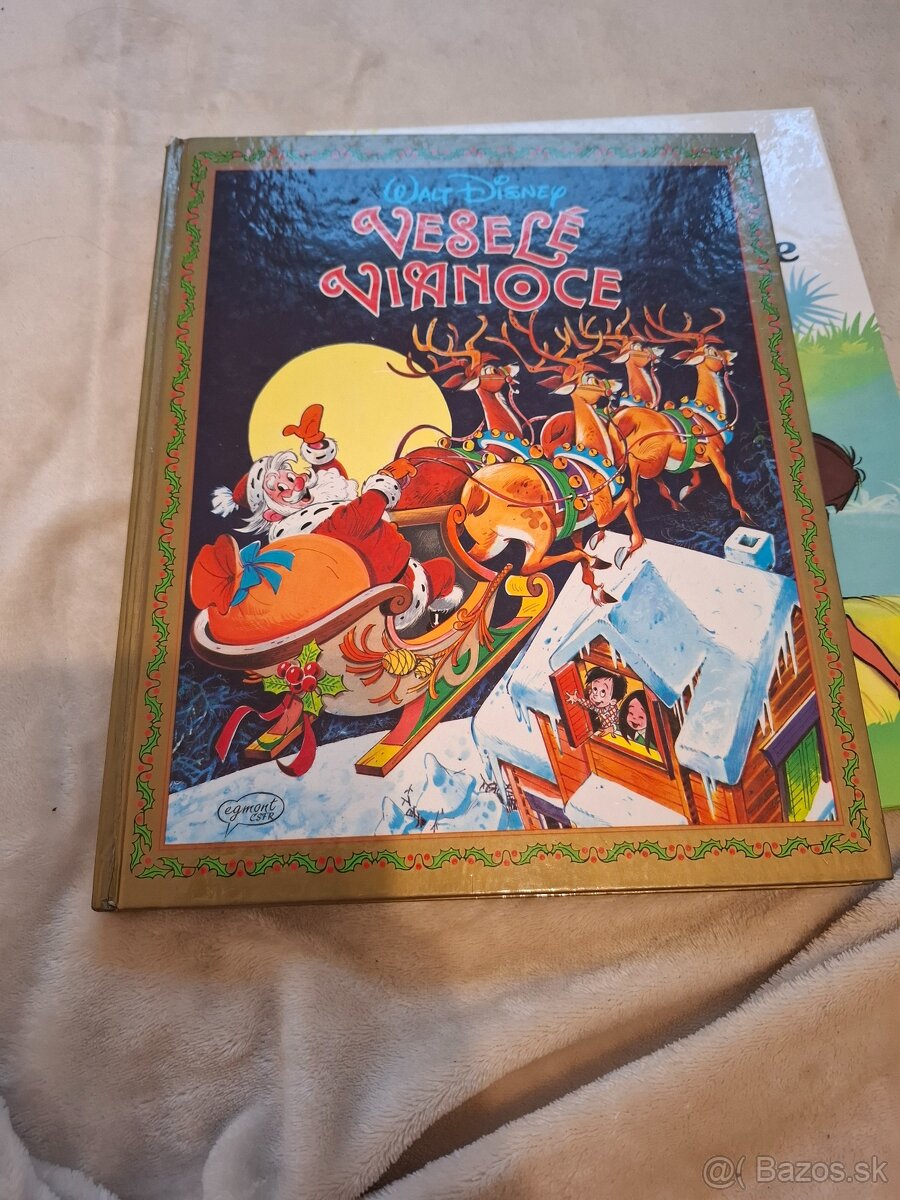 Walt Disney
VESELÉ
VIANOCE
e
egmont
ČSFR
@( Bazos.sk